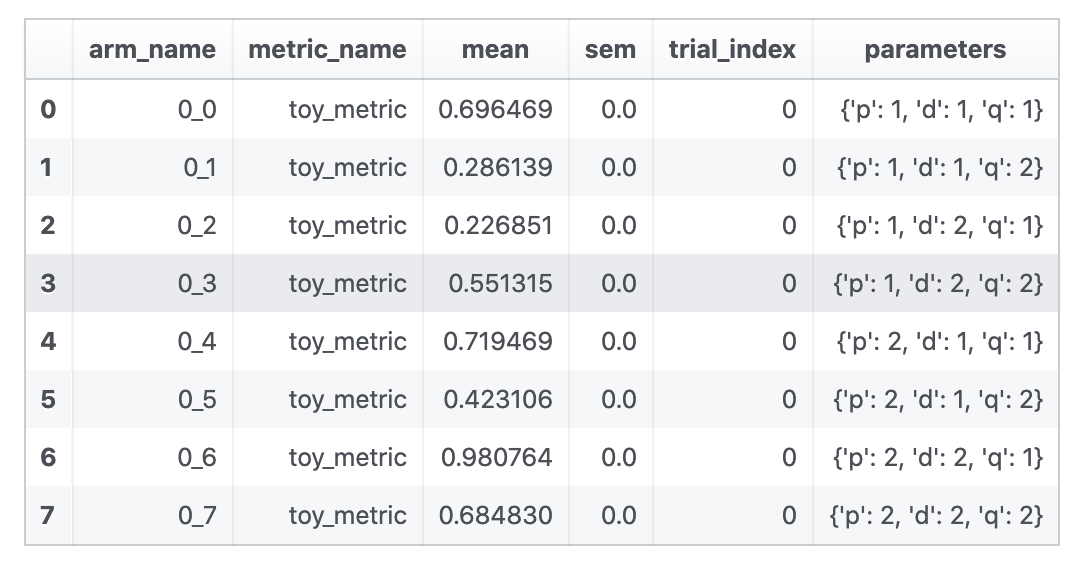 arm_name metric_name mean sem trial_index parameters
0 0_0 toy_metric 0.696469 0.0 0 {'p': 1, 'd': 1, 'q': 1}
1 0_1 toy_metric 0.286139 0.0 0 {'p': 1, 'd': 1, 'q': 2}
2 0_2 toy_metric 0.226851 0.0 0 {'p': 1, 'd': 2, 'q': 1}
3 0_3 toy_metric 0.551315 0.0 0 {'p': 1, 'd': 2, 'q': 2}
4 0_4 toy_metric 0.719469 0.0 0 {'p': 2, 'd': 1, 'q': 1}
5 0_5 toy_metric 0.423106 0.0 0 {'p': 2, 'd': 1, 'q': 2}
6 0_6 toy_metric 0.980764 0.0 0 {'p': 2, 'd': 2, 'q': 1}
7 0_7 toy_metric 0.684830 0.0 0 {'p': 2, 'd': 2, 'q': 2}